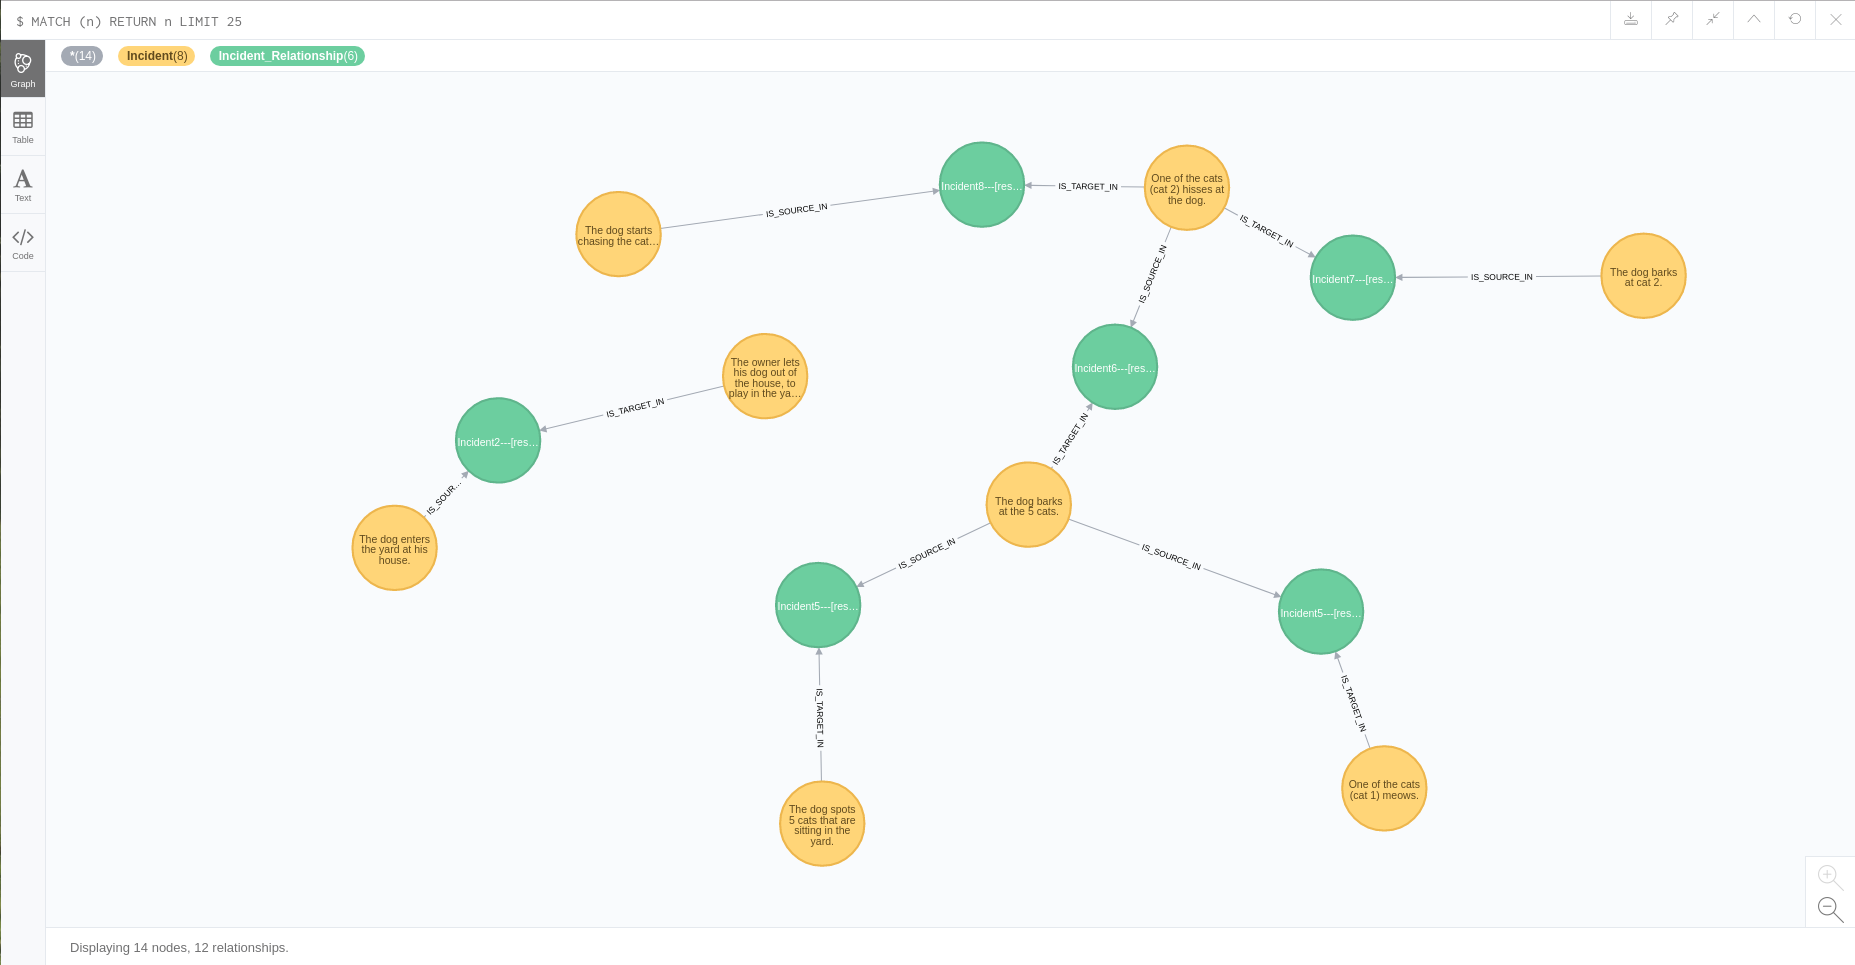 $ MATCH (n) RETURN n LIMIT 25
*(14) Incident(8) Incident_Relationship(6)
Graph
Table
Text
Code
The dog starts
chasing the cat…
IS_SOURCE_IN
Incident8---[res…
IS_TARGET_IN
One of the cats
(cat 2) hisses at
the dog.
IS_TARGET_IN
IS_SOURCE_IN
Incident7---[res…
IS_SOURCE_IN
The dog barks
at cat 2.
The owner lets
his dog out of
the house, to
play in the ya…
IS_TARGET_IN
Incident2---[res…
IS_SOUR…
The dog enters
the yard at his
house.
Incident6---[res…
IS_TARGET_IN
The dog barks
at the 5 cats.
IS_SOURCE_IN
IS_SOURCE_IN
Incident5---[res…
Incident5---[res…
IS_TARGET_IN
IS_TARGET_IN
The dog spots
5 cats that are
sitting in the
yard.
One of the cats
(cat 1) meows.
Displaying 14 nodes, 12 relationships.